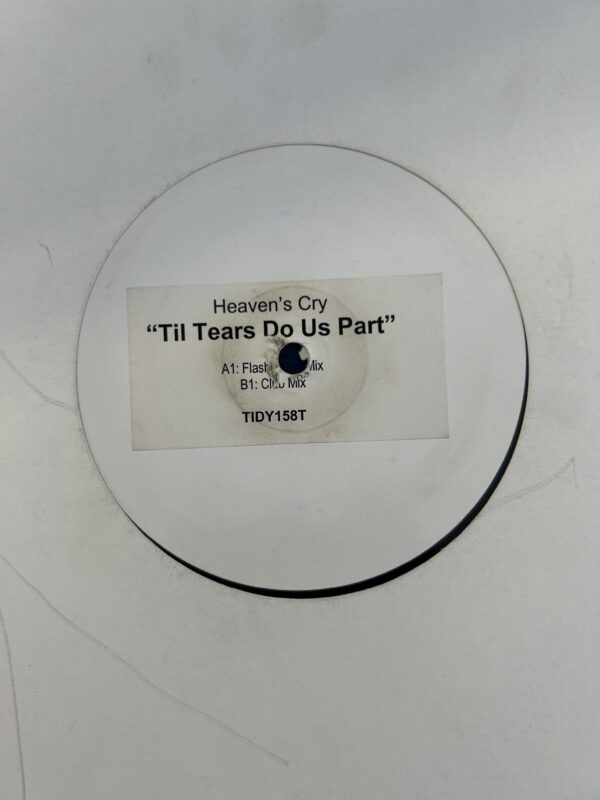 Heaven's Cry
“Til Tears Do Us Part”
A1: Mix
B1: Club Mix
TIDY158T